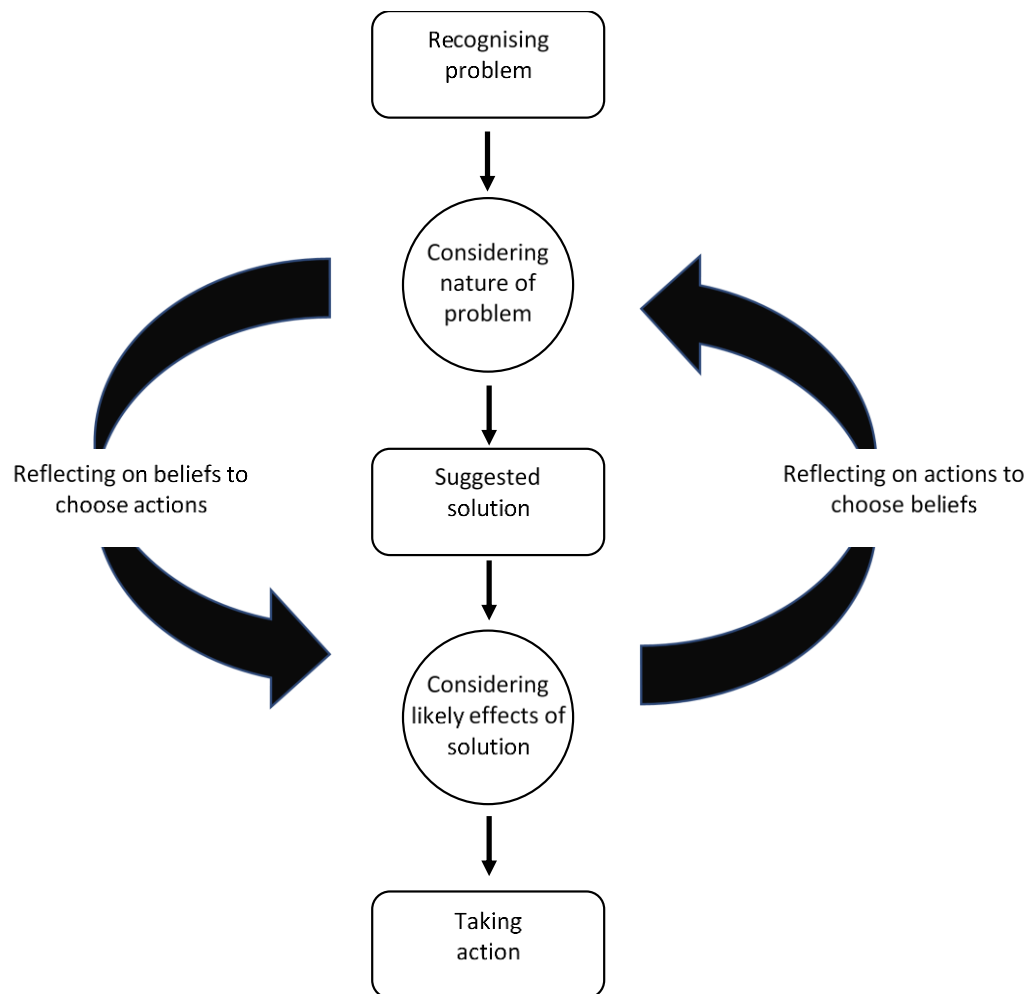 Recognising
problem
Considering
nature of
problem
Reflecting on beliefs to
choose actions
Suggested
solution
Reflecting on actions to
choose beliefs
Considering
likely effects of
solution
Taking
action